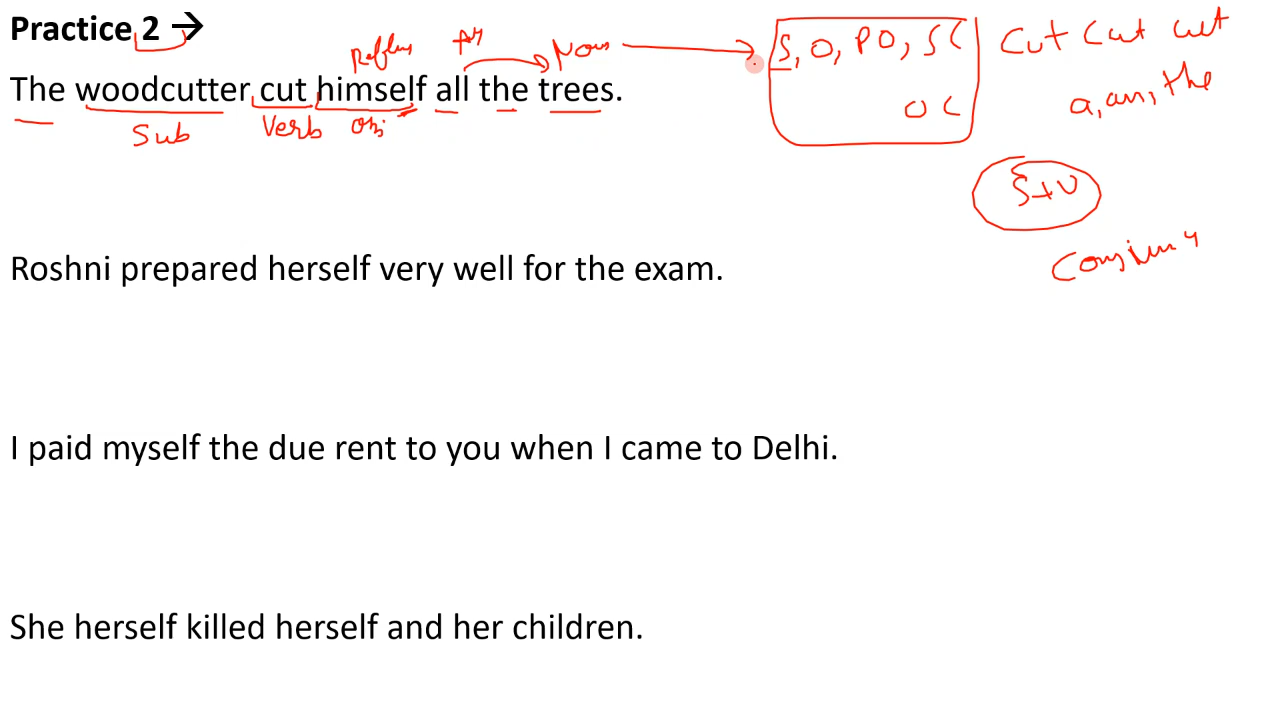 Practice 2 →
Noun S, O, PO, SC Cut Cut cut
The woodcutter cut himself all the trees.
Sub Verb Obj OC a, an, the
S+V
Roshni prepared herself very well for the exam.
I paid myself the due rent to you when I came to Delhi.
She herself killed herself and her children.